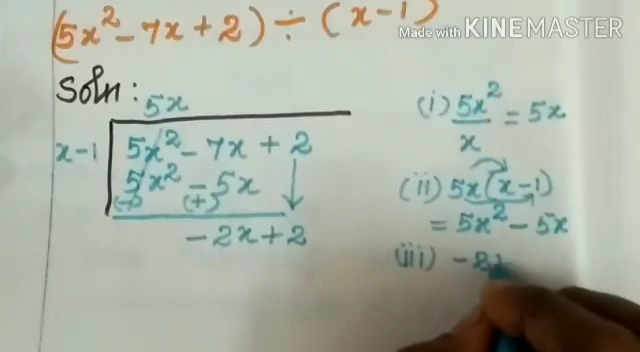 (5x² - 7x + 2) ÷ (x - 1)
Made with KINEMASTER
Soln:
5x
x-1
5x² - 7x + 2
5x² - 5x
(-) (+)
-2x+2
(i) 5x²/x = 5x
(ii) 5x(x-1)
= 5x² - 5x
(iii) -2